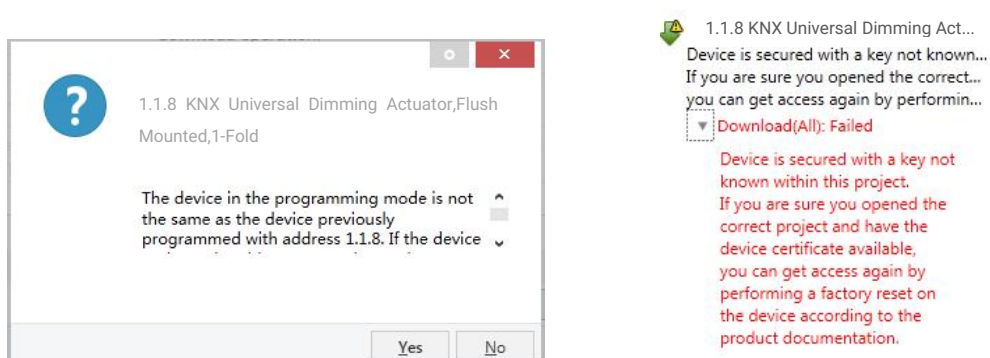 1.1.8 KNX Universal Dimming Actuator,Flush
Mounted,1-Fold
The device in the programming mode is not
the same as the device previously
programmed with address 1.1.8. If the device
Yes
No
1.1.8 KNX Universal Dimming Act...
Device is secured with a key not known...
If you are sure you opened the correct...
you can get access again by performin...
Download(All): Failed
Device is secured with a key not
known within this project.
If you are sure you opened the
correct project and have the
device certificate available,
you can get access again by
performing a factory reset on
the device according to the
product documentation.